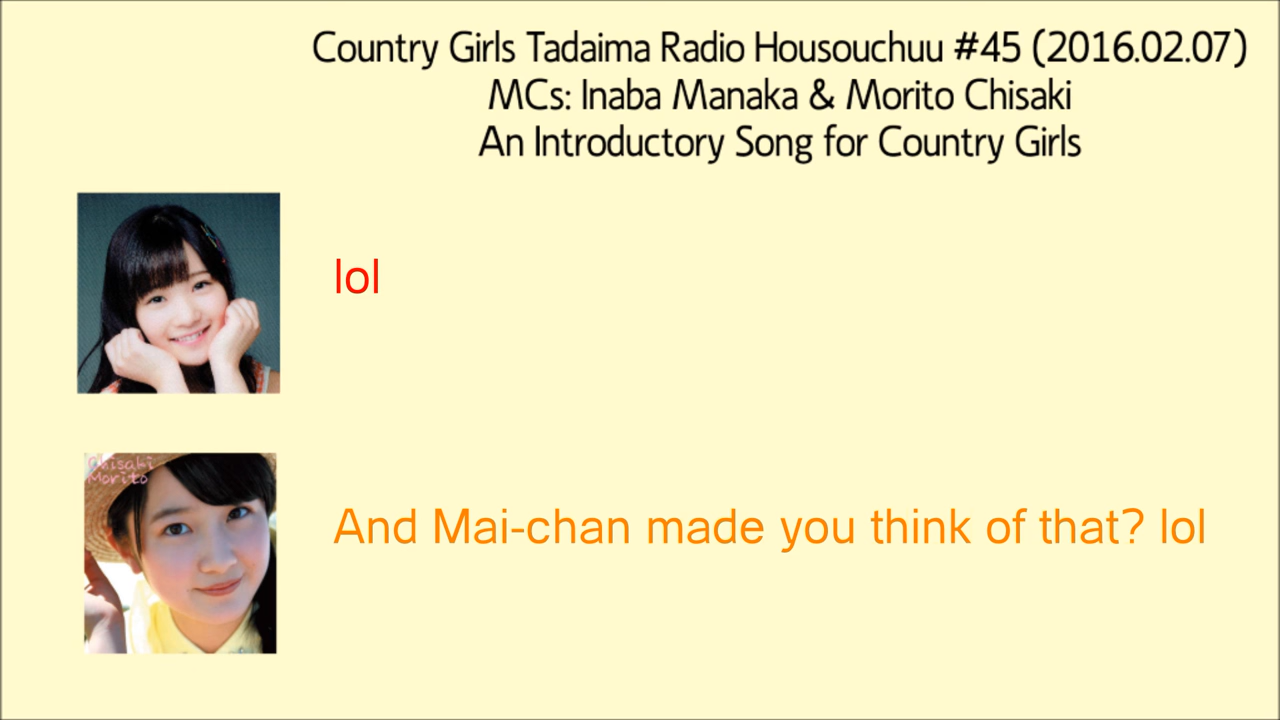 Country Girls Tadaima Radio Housouchuu #45 (2016.02.07)
MCs: Inaba Manaka & Morito Chisaki
An Introductory Song for Country Girls
lol
Chisaki
Morito
And Mai-chan made you think of that? lol